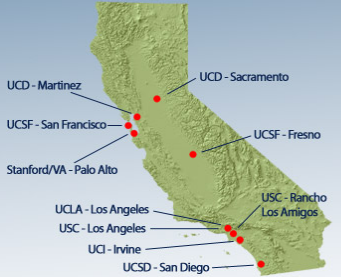 UCD - Sacramento
UCD - Martinez
UCSF - San Francisco
UCSF - Fresno
Stanford/VA - Palo Alto
USC - Rancho
Los Amigos
UCLA - Los Angeles
USC - Los Angeles
UCI - Irvine
UCSD - San Diego